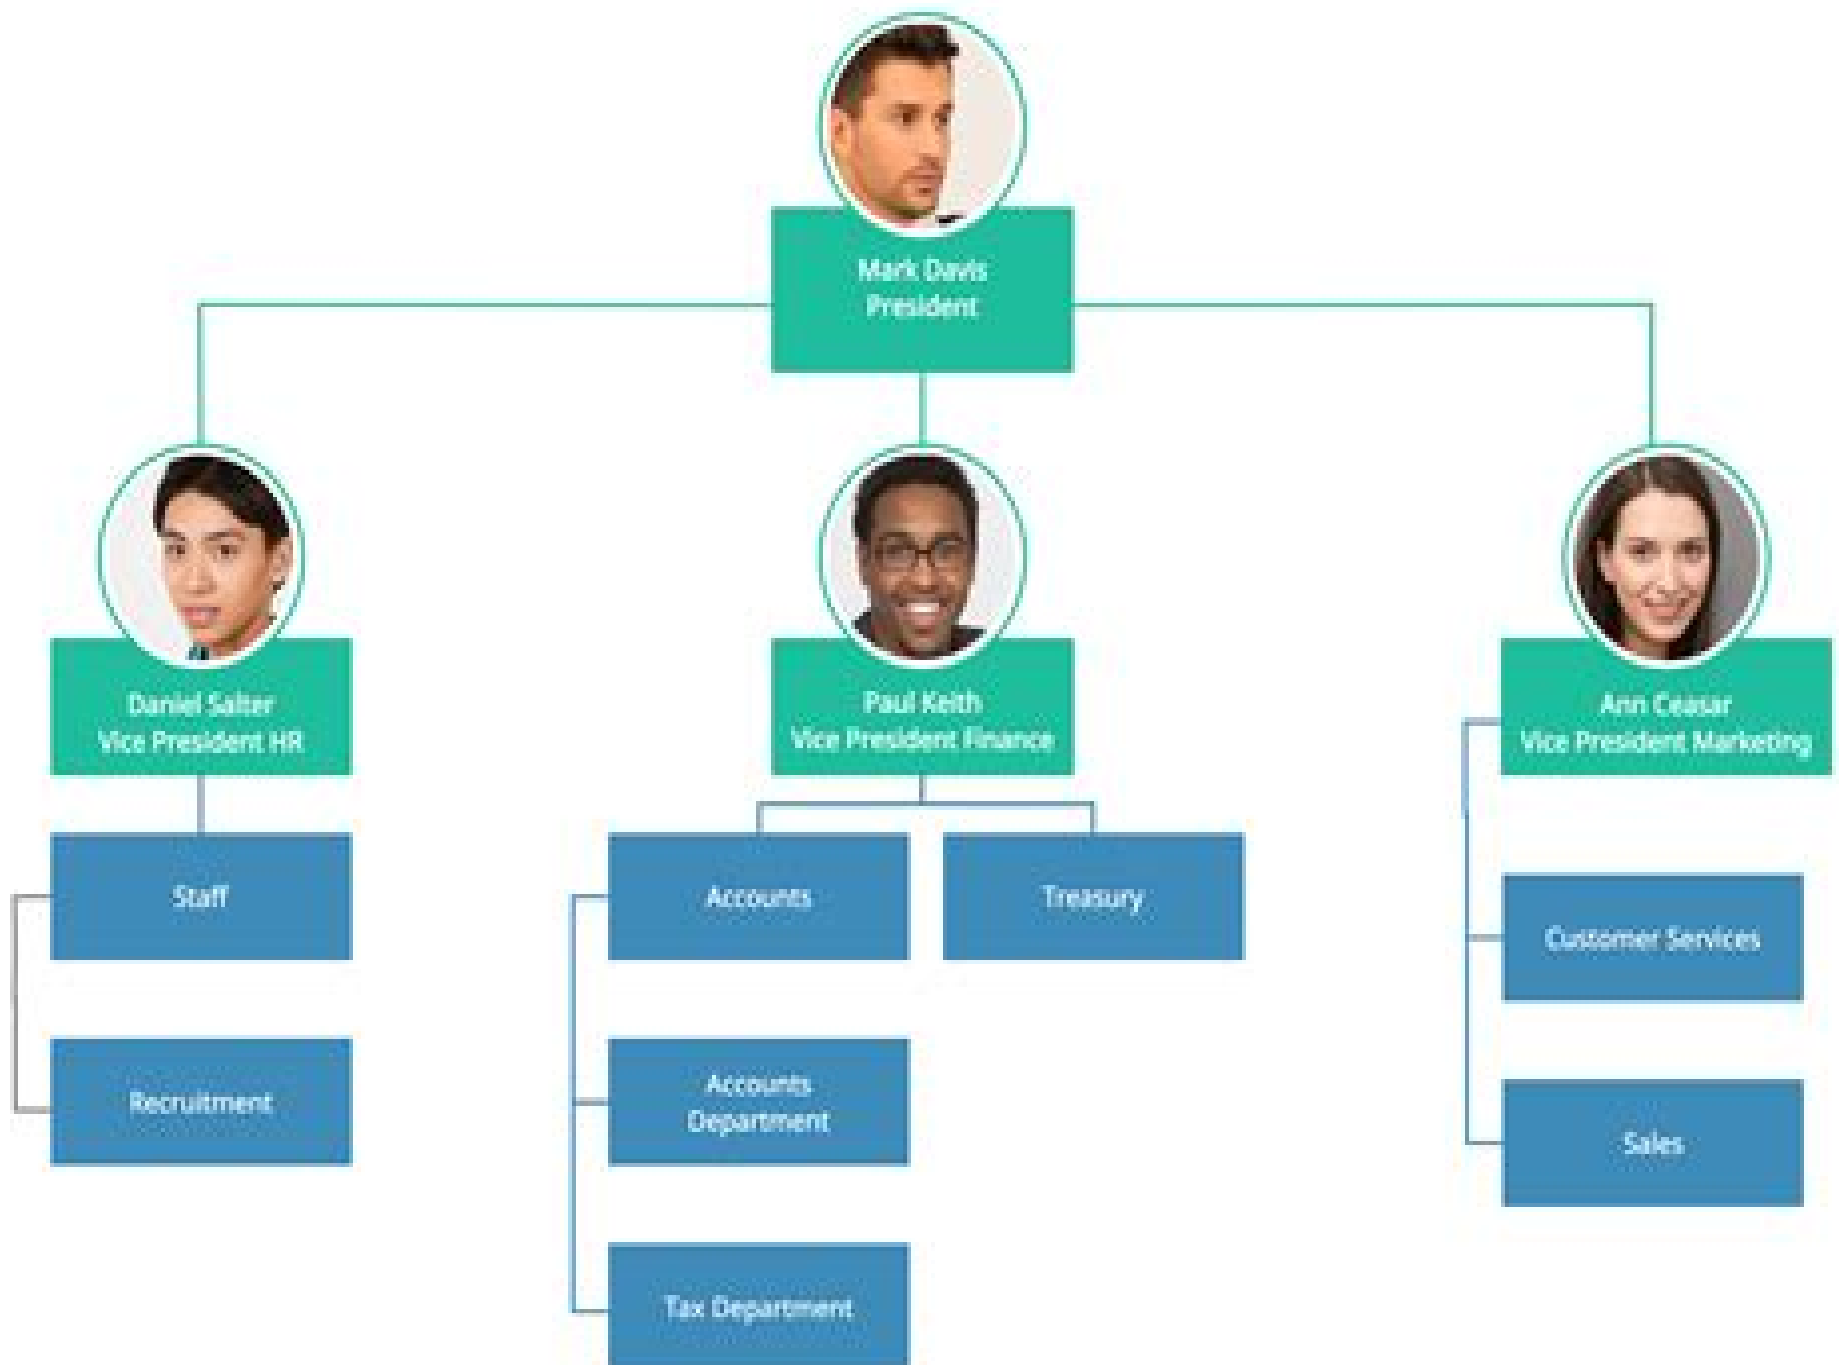 Mark Davis
President
Daniel Salter
Vice President HR
Paul Keith
Vice President Finance
Ann Ceasar
Vice President Marketing
Staff
Accounts
Treasury
Customer Services
Recruitment
Accounts
Department
Sales
Tax Department